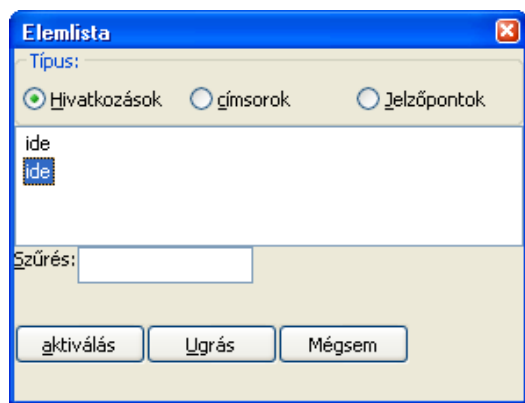 Elemlista
Típus:
Hivatkozások címsorok Jelzőpontok
ide
ide
Szűrés:
aktiválás Ugrás Mégsem